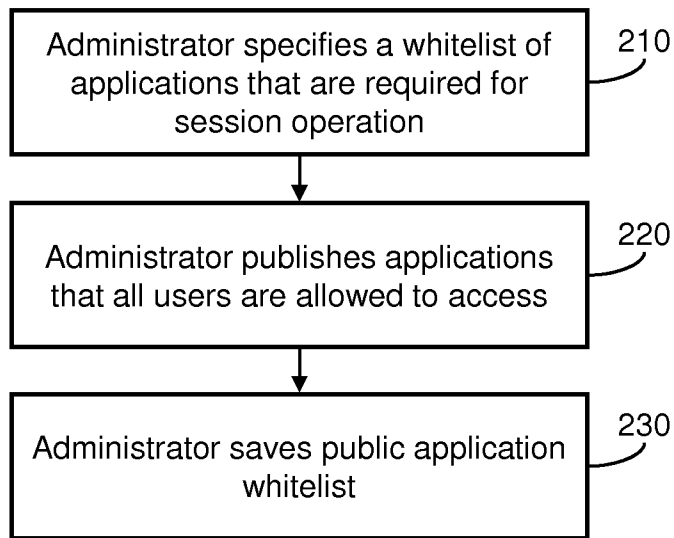 Administrator specifies a whitelist of
applications that are required for
session operation
210
Administrator publishes applications
that all users are allowed to access
220
Administrator saves public application
whitelist
230